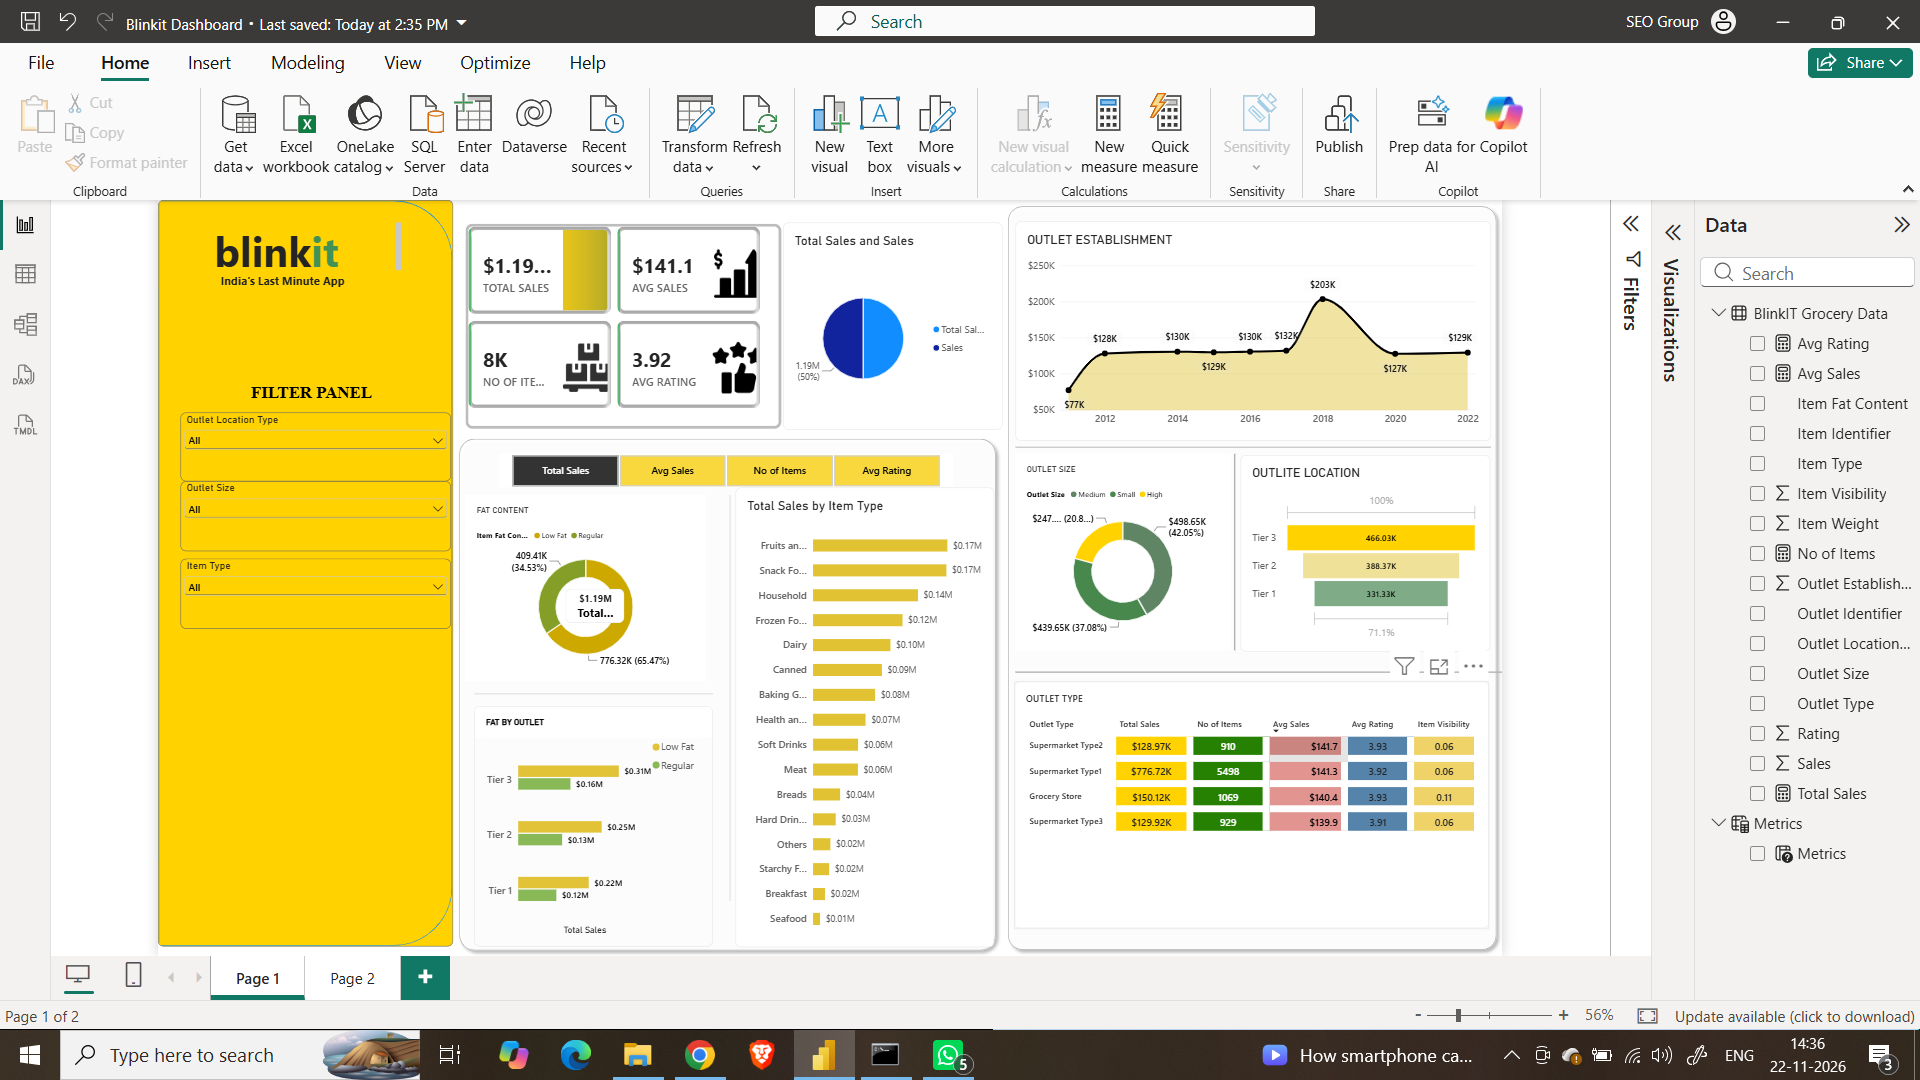 Blinkit Dashboard • Last saved: Today at 2:35 PM
Search
SEO Group
File Home Insert Modeling View Optimize Help
Share
Paste
Cut
Copy
Format painter
Clipboard
Get data
Excel workbook
OneLake catalog
SQL Server
Enter data
Dataverse
Recent sources
Data
Transform data
Refresh
Queries
New visual
Text box
More visuals
Insert
New visual calculation
New measure
Quick measure
Calculations
Sensitivity
Sensitivity
Publish
Share
Prep data for AI
Copilot
Copilot
blinkit
India's Last Minute App
FILTER PANEL
Outlet Location Type
All
Outlet Size
All
Item Type
All
$1.19...
TOTAL SALES
$141.1
AVG SALES
8K
NO OF ITE...
3.92
AVG RATING
Total Sales and Sales
1.19M
(50%)
Total Sal...
Sales
Total Sales
Avg Sales
No of Items
Avg Rating
FAT CONTENT
Item Fat Con... Low Fat Regular
409.41K
(34.53%)
$1.19M
Total...
776.32K (65.47%)
FAT BY OUTLET
Low Fat
Regular
Tier 3 $0.31M
$0.16M
Tier 2 $0.25M
$0.13M
Tier 1 $0.22M
$0.12M
Total Sales
Total Sales by Item Type
Fruits an... $0.17M
Snack Fo... $0.17M
Household $0.14M
Frozen Fo... $0.12M
Dairy $0.10M
Canned $0.09M
Baking G... $0.08M
Health an... $0.07M
Soft Drinks $0.06M
Meat $0.06M
Breads $0.04M
Hard Drin... $0.03M
Others $0.02M
Starchy F... $0.02M
Breakfast $0.02M
Seafood $0.01M
OUTLET ESTABLISHMENT
$250K
$200K
$150K
$100K
$50K
$77K
$128K
$130K
$129K
$130K
$132K
$203K
$127K
$129K
2012 2014 2016 2018 2020 2022
OUTLET SIZE
Outlet Size Medium Small High
$247.... (20.8...)
$498.65K
(42.05%)
$439.65K (37.08%)
OUTLITE LOCATION
100%
Tier 3 466.03K
Tier 2 388.37K
Tier 1 331.33K
71.1%
OUTLET TYPE
Outlet Type Total Sales No of Items Avg Sales Avg Rating Item Visibility
Supermarket Type2 $128.97K 910 $141.7 3.93 0.06
Supermarket Type1 $776.72K 5498 $141.3 3.92 0.06
Grocery Store $150.12K 1069 $140.4 3.93 0.11
Supermarket Type3 $129.92K 929 $139.9 3.91 0.06
Filters
Visualizations
Data
Search
BlinkIT Grocery Data
Avg Rating
Avg Sales
Item Fat Content
Item Identifier
Item Type
Item Visibility
Item Weight
No of Items
Outlet Establish...
Outlet Identifier
Outlet Location...
Outlet Size
Outlet Type
Rating
Sales
Total Sales
Metrics
Metrics
DAX
TMDL
Page 1
Page 2
+
Page 1 of 2
- + 56%
Update available (click to download)
Type here to search
5
How smartphone ca...
ENG
14:36
22-11-2026
3